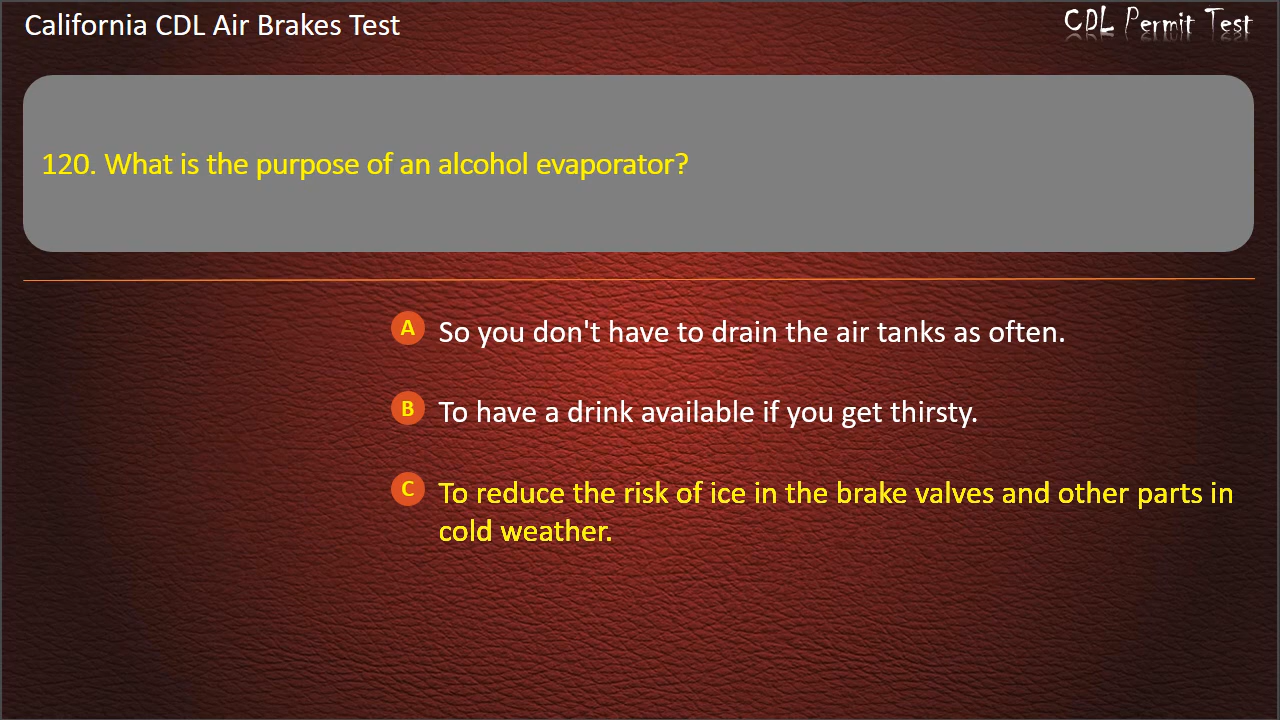 California CDL Air Brakes Test
CDL Permit Test
120. What is the purpose of an alcohol evaporator?
A So you don't have to drain the air tanks as often.
B To have a drink available if you get thirsty.
C To reduce the risk of ice in the brake valves and other parts in
cold weather.